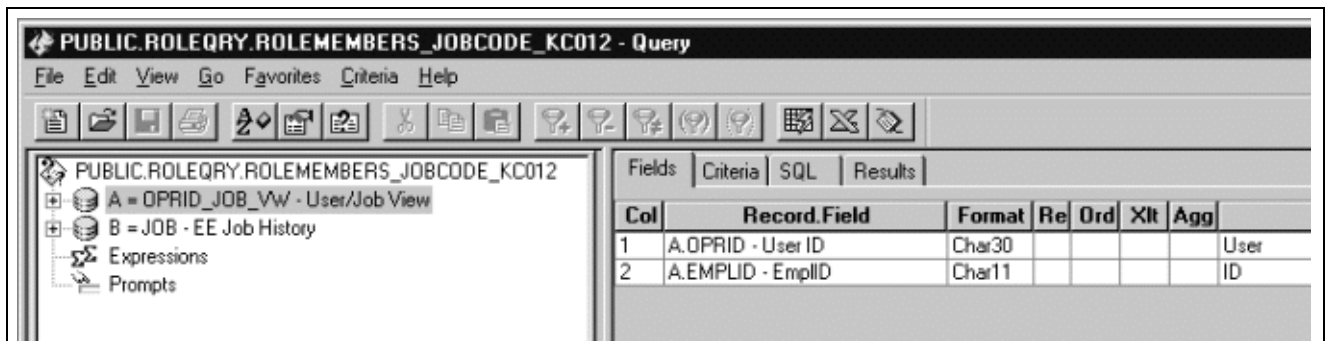 PUBLIC.ROLEQRY.ROLEMEMBERS_JOBCODE_KC012 - Query
File Edit View Go Favorites Criteria Help
PUBLIC.ROLEQRY.ROLEMEMBERS_JOBCODE_KC012
A = OPRID_JOB_VW - User/Job View
B = JOB - EE Job History
Expressions
Prompts
Fields Criteria SQL Results
Col Record.Field Format Re Ord Xlt Agg
1 A.OPRID - User ID Char30 User
2 A.EMPLID - EmplID Char11 ID